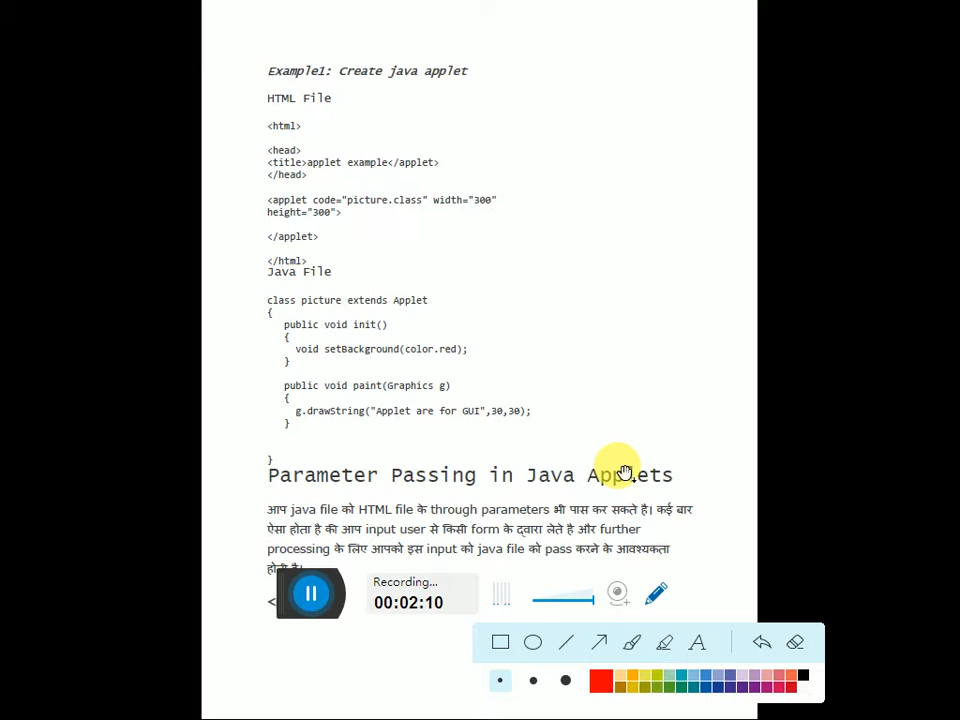 Example1: Create java applet
HTML File
<html>
<head>
<title>applet example</applet>
</head>
<applet code="picture.class" width="300"
height="300">
</applet>
</html>
Java File
class picture extends Applet
{
public void init()
{
void setBackground(color.red);
}
public void paint(Graphics g)
{
g.drawString("Applet are for GUI",30,30);
}
}
Parameter Passing in Java Applets
आप java file को HTML file के through parameters भी पास कर सकते है। कई बार
ऐसा होता है की आप input user से किसी form के द्वारा लेते है और further
processing के लिए आपको इस input को java file को pass करने के आवश्यकता
होती है।
<
Recording...
00:02:10
A